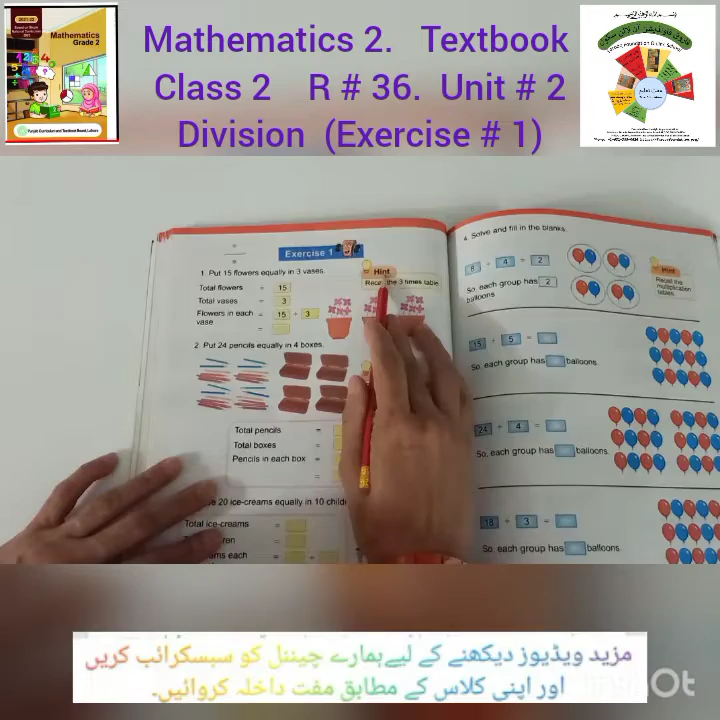 Mathematics 2. Textbook
Class 2 R # 36. Unit # 2
Division (Exercise # 1)
Mathematics
Grade 2
Exercise 1
1. Put 15 flowers equally in 3 vases.
Total flowers = 15
Total vases = 3
Flowers in each = 15 ÷ 3
vase =
Hint
the 3 times table
2. Put 24 pencils equally in 4 boxes.
Total pencils =
Total boxes =
Pencils in each box =
=
20 ice-creams equally in 10
Total ice-creams =
=
each = ÷
4. Solve and fill in the blanks.
8 ÷ 4 = 2
So, each group has 2
balloons
Hint
Recall the
multiplication
tables.
15 ÷ 5 =
So, each group has balloons.
24 ÷ 4 =
So, each group has balloons.
18 ÷ 3 =
So, each group has balloons.
مزید ویڈیوز دیکھنے کے لیے ہمارے چیننل کو سبسکرائب کریں
اور اپنی کلاس کے مطابق مفت داخلہ کروائیں۔